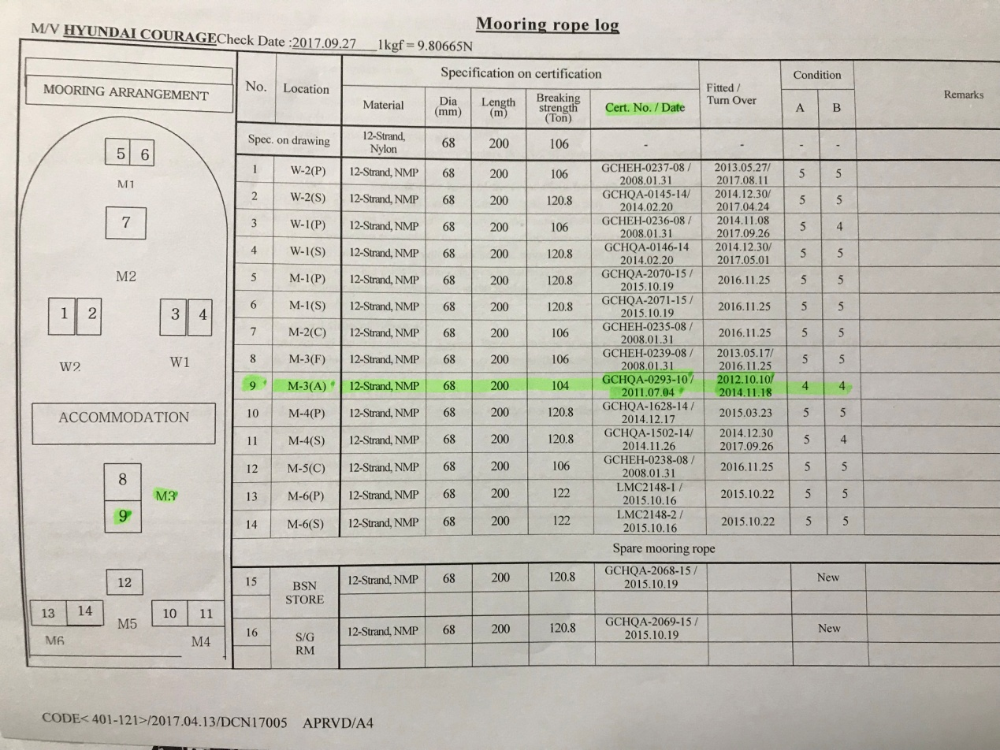 Mooring rope log
M/V HYUNDAI COURAGE Check Date :2017.09.27 1kgf = 9.80665N
MOORING ARRANGEMENT
5 6
M1
7
M2
1 2 3 4
W2 W1
ACCOMMODATION
8
M3
9
12
13 14 M5 10 11
M6 M4
No. Location Specification on certification Fitted / Turn Over Condition Remarks
Material Dia (mm) Length (m) Breaking strength (Ton) Cert. No. / Date A B
Spec. on drawing 12-Strand, Nylon 68 200 106 - - - -
1 W-2(P) 12-Strand, NMP 68 200 106 GCHEH-0237-08 / 2008.01.31 2013.05.27/ 2017.08.11 5 5
2 W-2(S) 12-Strand, NMP 68 200 120.8 GCHQA-0145-14/ 2014.02.20 2014.12.30/ 2017.04.24 5 5
3 W-1(P) 12-Strand, NMP 68 200 106 GCHEH-0236-08 / 2008.01.31 2014.11.08 2017.09.26 5 4
4 W-1(S) 12-Strand, NMP 68 200 120.8 GCHQA-0146-14 2014.02.20 2014.12.30/ 2017.05.01 5 5
5 M-1(P) 12-Strand, NMP 68 200 120.8 GCHQA-2070-15 / 2015.10.19 2016.11.25 5 5
6 M-1(S) 12-Strand, NMP 68 200 120.8 GCHQA-2071-15 / 2015.10.19 2016.11.25 5 5
7 M-2(C) 12-Strand, NMP 68 200 106 GCHEH-0235-08 / 2008.01.31 2016.11.25 5 5
8 M-3(F) 12-Strand, NMP 68 200 106 GCHEH-0239-08 / 2008.01.31 2013.05.17/ 2016.11.25 5 5
9 M-3(A) 12-Strand, NMP 68 200 104 GCHQA-0293-10 / 2011.07.04 2012.10.10/ 2014.11.18 4 4
10 M-4(P) 12-Strand, NMP 68 200 120.8 GCHQA-1628-14 / 2014.12.17 2015.03.23 5 5
11 M-4(S) 12-Strand, NMP 68 200 120.8 GCHQA-1502-14/ 2014.11.26 2014.12.30 2017.09.26 5 4
12 M-5(C) 12-Strand, NMP 68 200 106 GCHEH-0238-08 / 2008.01.31 2016.11.25 5 5
13 M-6(P) 12-Strand, NMP 68 200 122 LMC2148-1 / 2015.10.16 2015.10.22 5 5
14 M-6(S) 12-Strand, NMP 68 200 122 LMC2148-2 / 2015.10.16 2015.10.22 5 5
Spare mooring rope
15 BSN STORE 12-Strand, NMP 68 200 120.8 GCHQA-2068-15 / 2015.10.19 New
16 S/G RM 12-Strand, NMP 68 200 120.8 GCHQA-2069-15 / 2015.10.19 New
CODE< 401-121>/2017.04.13/DCN17005 APRVD/A4